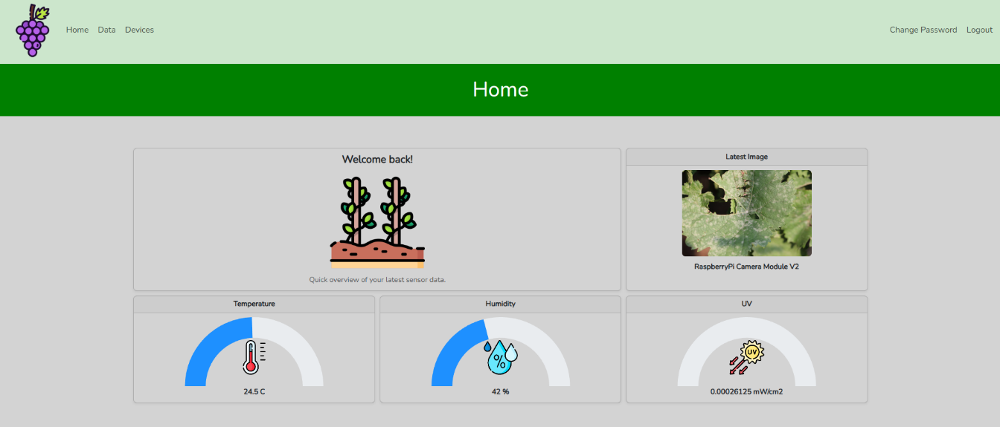 Home Data Devices Change Password Logout
Home
Welcome back!
Quick overview of your latest sensor data.
Latest Image
RaspberryPi Camera Module V2
Temperature
24.5 C
Humidity
%
42 %
UV
UV
0.00026125 mW/cm2